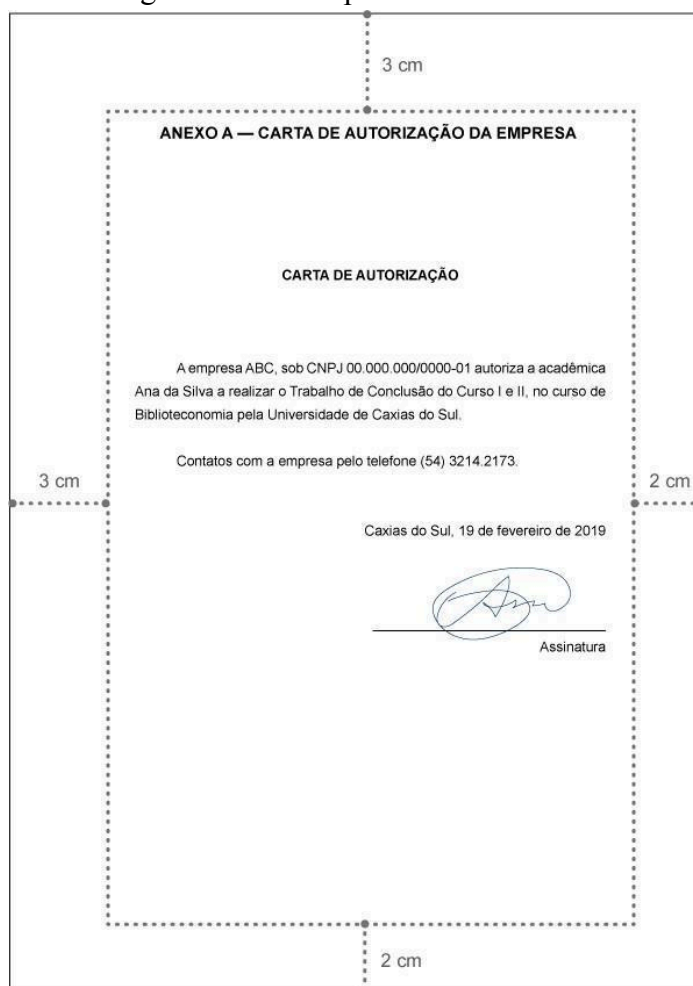 3 cm
ANEXO A — CARTA DE AUTORIZAÇÃO DA EMPRESA
CARTA DE AUTORIZAÇÃO
A empresa ABC, sob CNPJ 00.000.000/0000-01 autoriza a acadêmica
Ana da Silva a realizar o Trabalho de Conclusão do Curso I e II, no curso de
Biblioteconomia pela Universidade de Caxias do Sul.
Contatos com a empresa pelo telefone (54) 3214.2173.
3 cm
2 cm
Caxias do Sul, 19 de fevereiro de 2019
Assinatura
2 cm